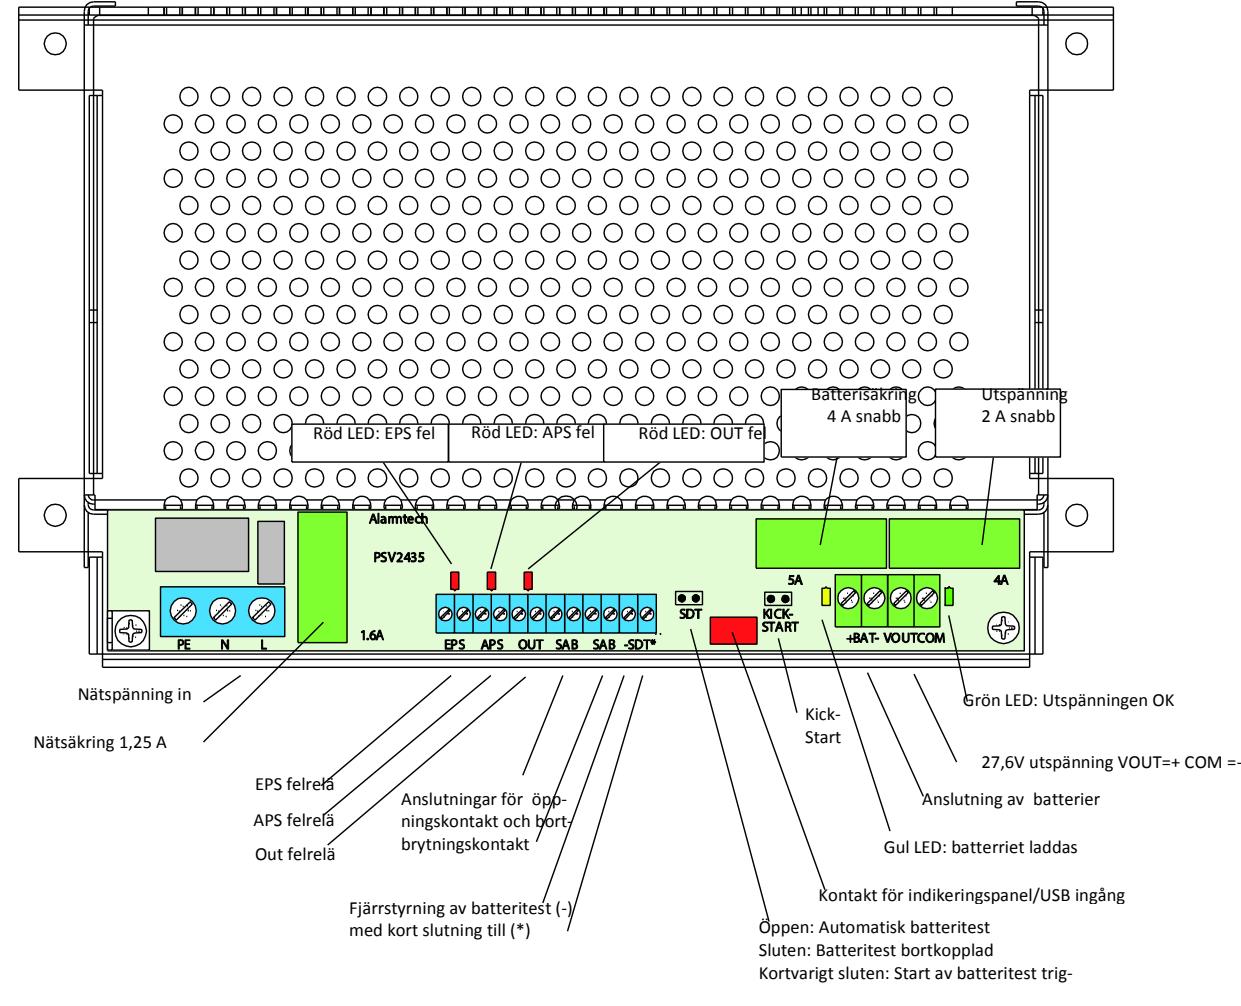 Batterisäkring
4 A snabb
Utspänning
2 A snabb
Röd LED: EPS fel
Röd LED: APS fel
Röd LED: OUT fel
Alarmtech
PSV2435
5A
4A
SDT
KICK-
START
1.6A
PE N L
EPS APS OUT SAB SAB -SDT*
+BAT- VOUTCOM
Nätspänning in
Nätsäkring 1,25 A
Grön LED: Utspänningen OK
Kick-
Start
27,6V utspänning VOUT=+ COM =-
EPS felrelä
APS felrelä
Out felrelä
Anslutningar för öpp-
ningskontakt och bort-
brytningskontakt
Anslutning av batterier
Gul LED: batterriet laddas
Kontakt för indikeringspanel/USB ingång
Fjärrstyrning av batteritest (-)
med kort slutning till (*)
Öppen: Automatisk batteritest
Sluten: Batteritest bortkopplad
Kortvarigt sluten: Start av batteritest trig-